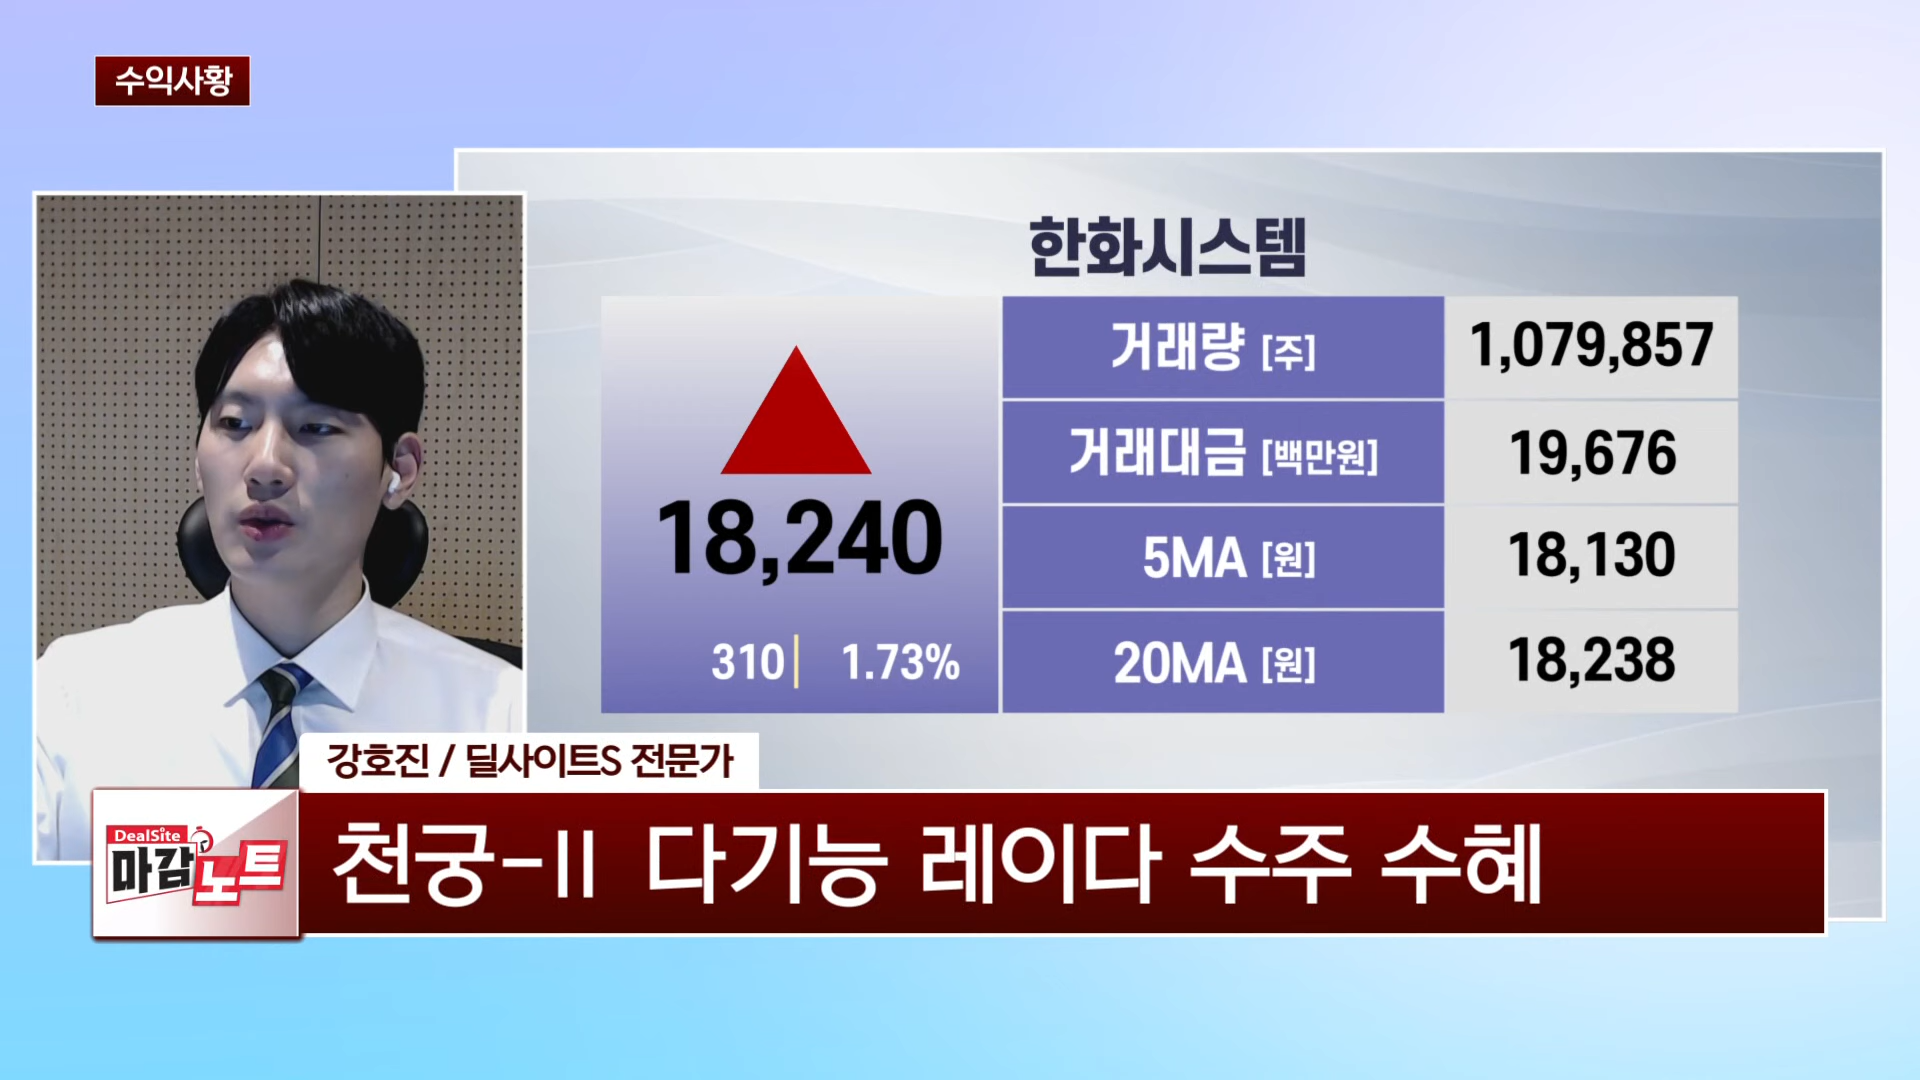 수익사황
한화시스템
18,240
310 1.73%
거래량 [주] 1,079,857
거래대금 [백만원] 19,676
5MA [원] 18,130
20MA [원] 18,238
강호진 / 딜사이트S 전문가
DealSite
마감노트
천궁-II 다기능 레이다 수주 수혜